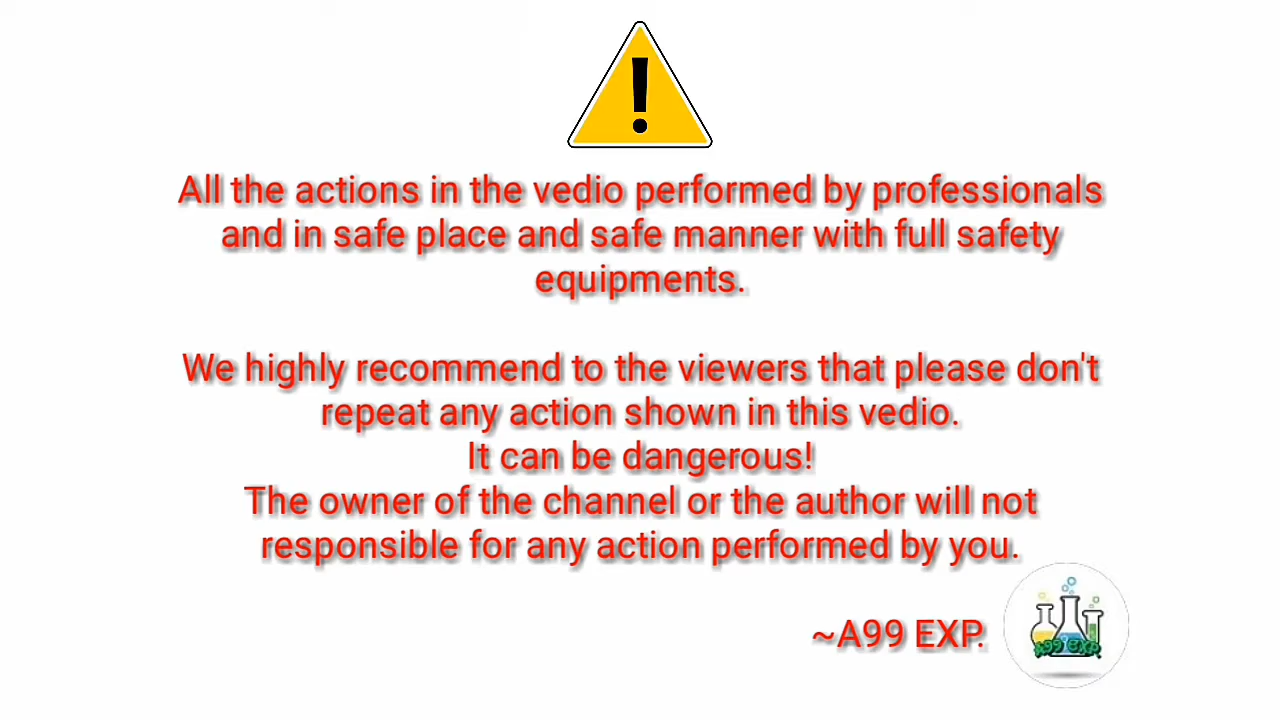 All the actions in the vedio performed by professionals
and in safe place and safe manner with full safety
equipments.
We highly recommend to the viewers that please don't
repeat any action shown in this vedio.
It can be dangerous!
The owner of the channel or the author will not
responsible for any action performed by you.
~A99 EXP.
A99 EXP